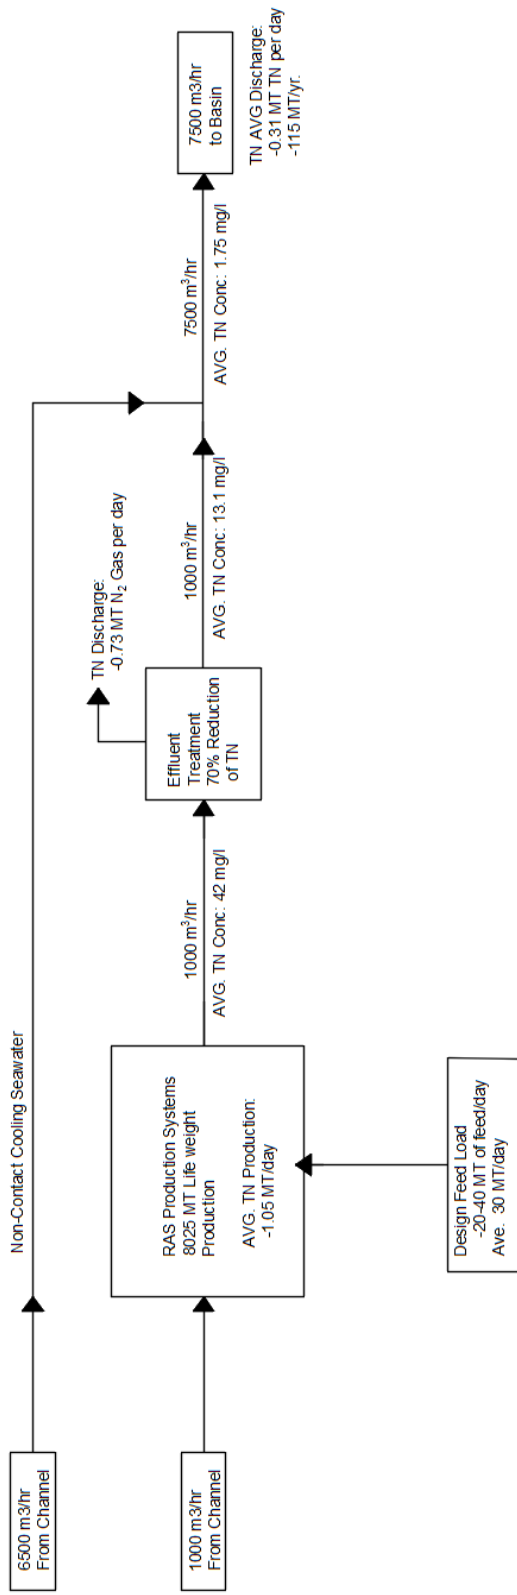 6500 m3/hr
From Channel
Non-Contact Cooling Seawater
1000 m3/hr
From Channel
RAS Production Systems
8025 MT Life weight
Production
AVG. TN Production:
-1.05 MT/day
Design Feed Load
-20-40 MT of feed/day
Ave. 30 MT/day
1000 m³/hr
AVG. TN Conc: 42 mg/l
Effluent
Treatment
70% Reduction
of TN
TN Discharge:
-0.73 MT N₂ Gas per day
1000 m³/hr
AVG. TN Conc: 13.1 mg/l
7500 m³/hr
AVG. TN Conc: 1.75 mg/l
7500 m3/hr
to Basin
TN AVG Discharge:
-0.31 MT TN per day
-115 MT/yr.